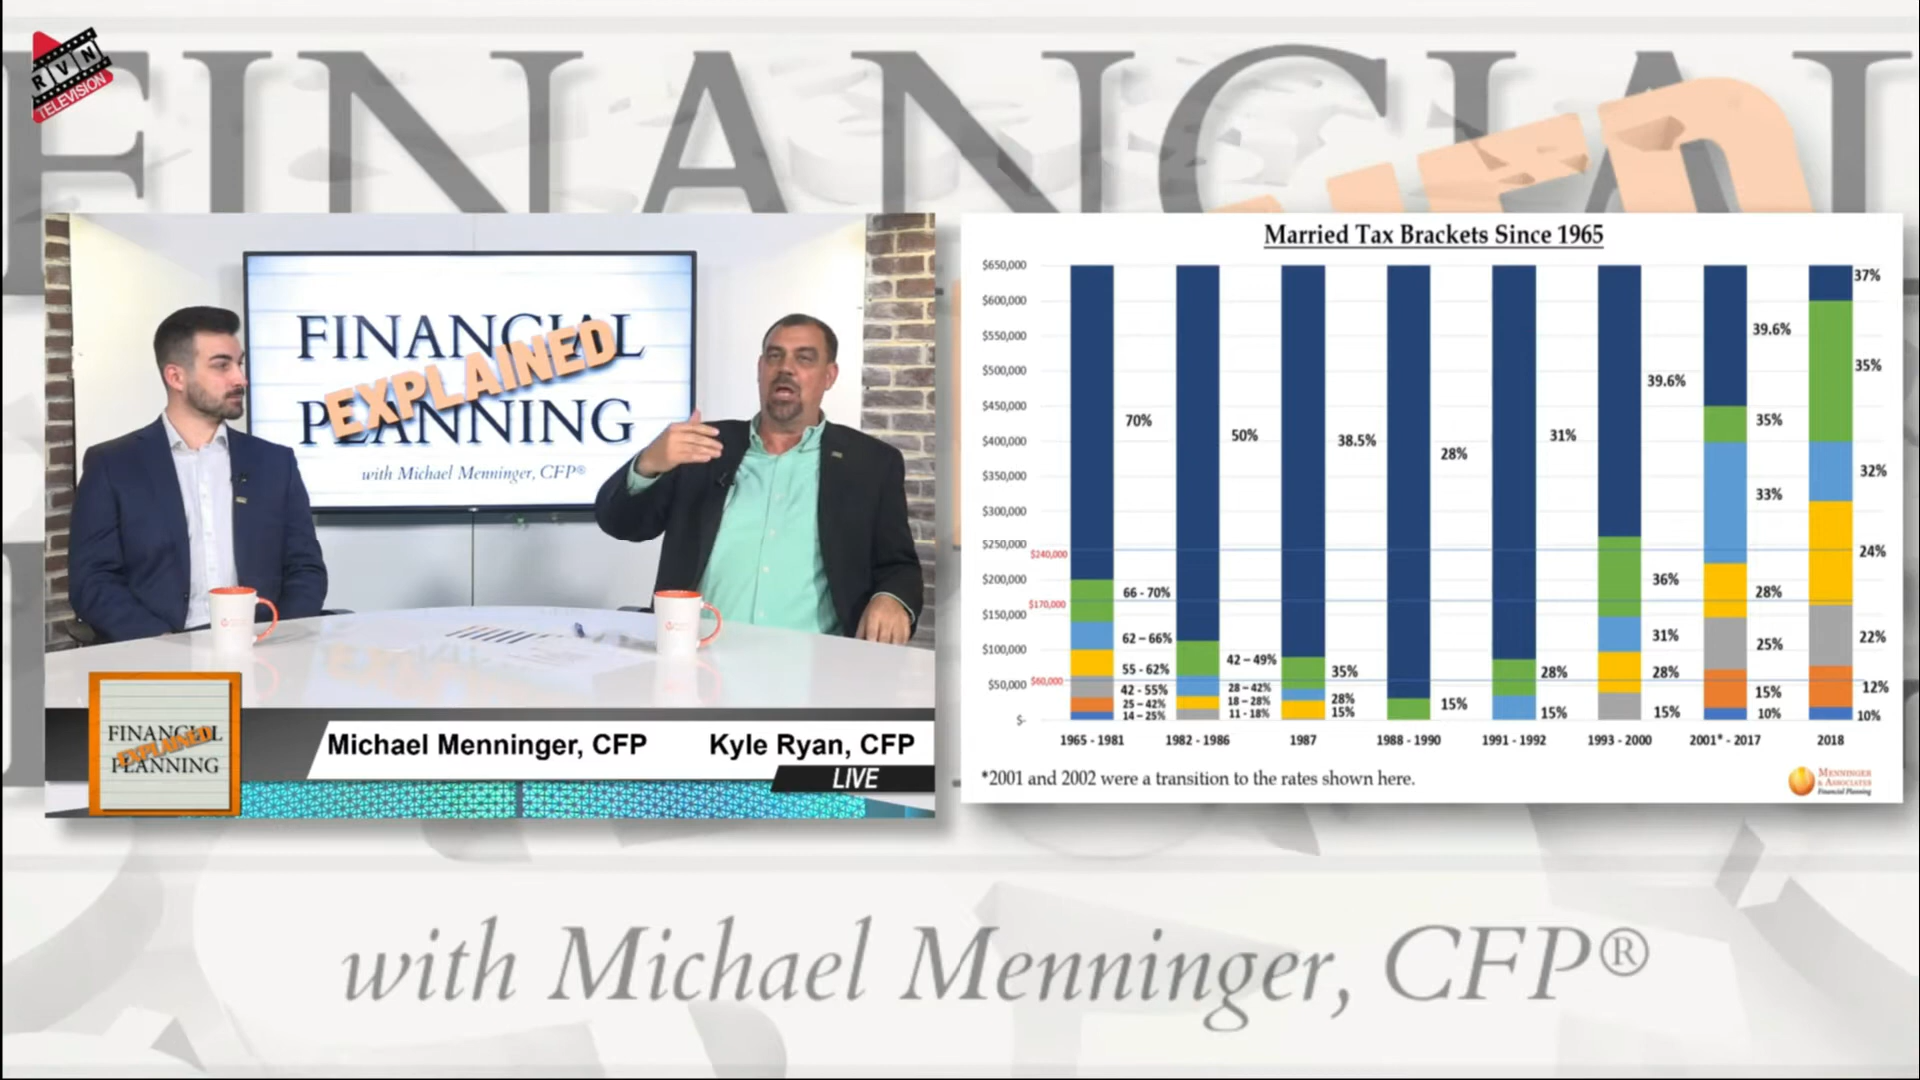 FINANCIAL
RVN
TELEVISION
FINANCIAL
EXPLAINED
PLANNING
with Michael Menninger, CFP®
FINANCIAL
EXPLAINED
PLANNING
Michael Menninger, CFP
Kyle Ryan, CFP
LIVE
Married Tax Brackets Since 1965
$650,000
$600,000
$550,000
$500,000
$450,000
$400,000
$350,000
$300,000
$250,000
$240,000
$200,000
$170,000
$150,000
$100,000
$50,000
$60,000
$-
70%
66 - 70%
62 – 66%
55 - 62%
42 - 55%
25 – 42%
14 – 25%
50%
42 – 49%
28 – 42%
18 – 28%
11 - 18%
38.5%
35%
28%
15%
28%
15%
31%
28%
15%
39.6%
36%
31%
28%
15%
39.6%
35%
33%
28%
25%
15%
10%
37%
35%
32%
24%
22%
12%
10%
1965 - 1981
1982 - 1986
1987
1988 - 1990
1991 - 1992
1993 - 2000
2001* - 2017
2018
*2001 and 2002 were a transition to the rates shown here.
MENNINGER
& ASSOCIATES
Financial Planning
with Michael Menninger, CFP®